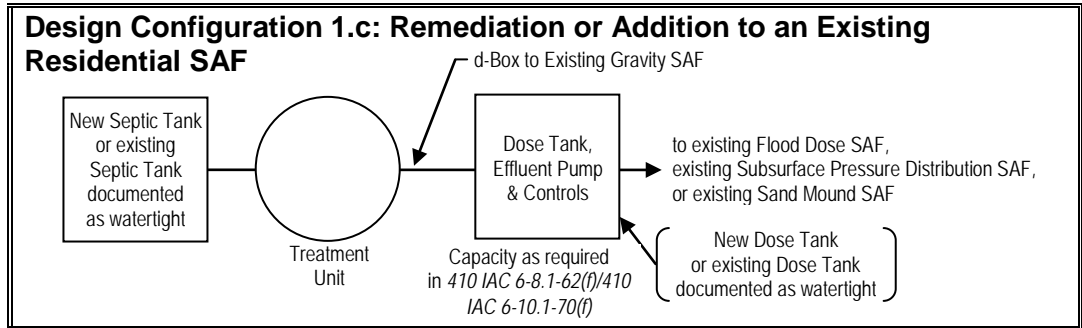 Design Configuration 1.c: Remediation or Addition to an Existing
Residential SAF
d-Box to Existing Gravity SAF
New Septic Tank
or existing
Septic Tank
documented
as watertight
Treatment
Unit
Dose Tank,
Effluent Pump
& Controls
Capacity as required
in 410 IAC 6-8.1-62(f)/410
IAC 6-10.1-70(f)
to existing Flood Dose SAF,
existing Subsurface Pressure Distribution SAF,
or existing Sand Mound SAF
New Dose Tank
or existing Dose Tank
documented as watertight